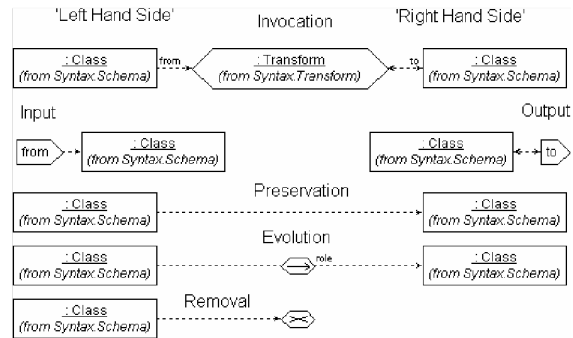 'Left Hand Side' Invocation 'Right Hand Side'
: Class from : Transform to : Class
(from Syntax.Schema) (from Syntax.Transform) (from Syntax.Schema)
Input Output
from : Class : Class to
(from Syntax.Schema) (from Syntax.Schema)
Preservation
: Class : Class
(from Syntax.Schema) (from Syntax.Schema)
Evolution
: Class role : Class
(from Syntax.Schema) (from Syntax.Schema)
Removal
: Class
(from Syntax.Schema)